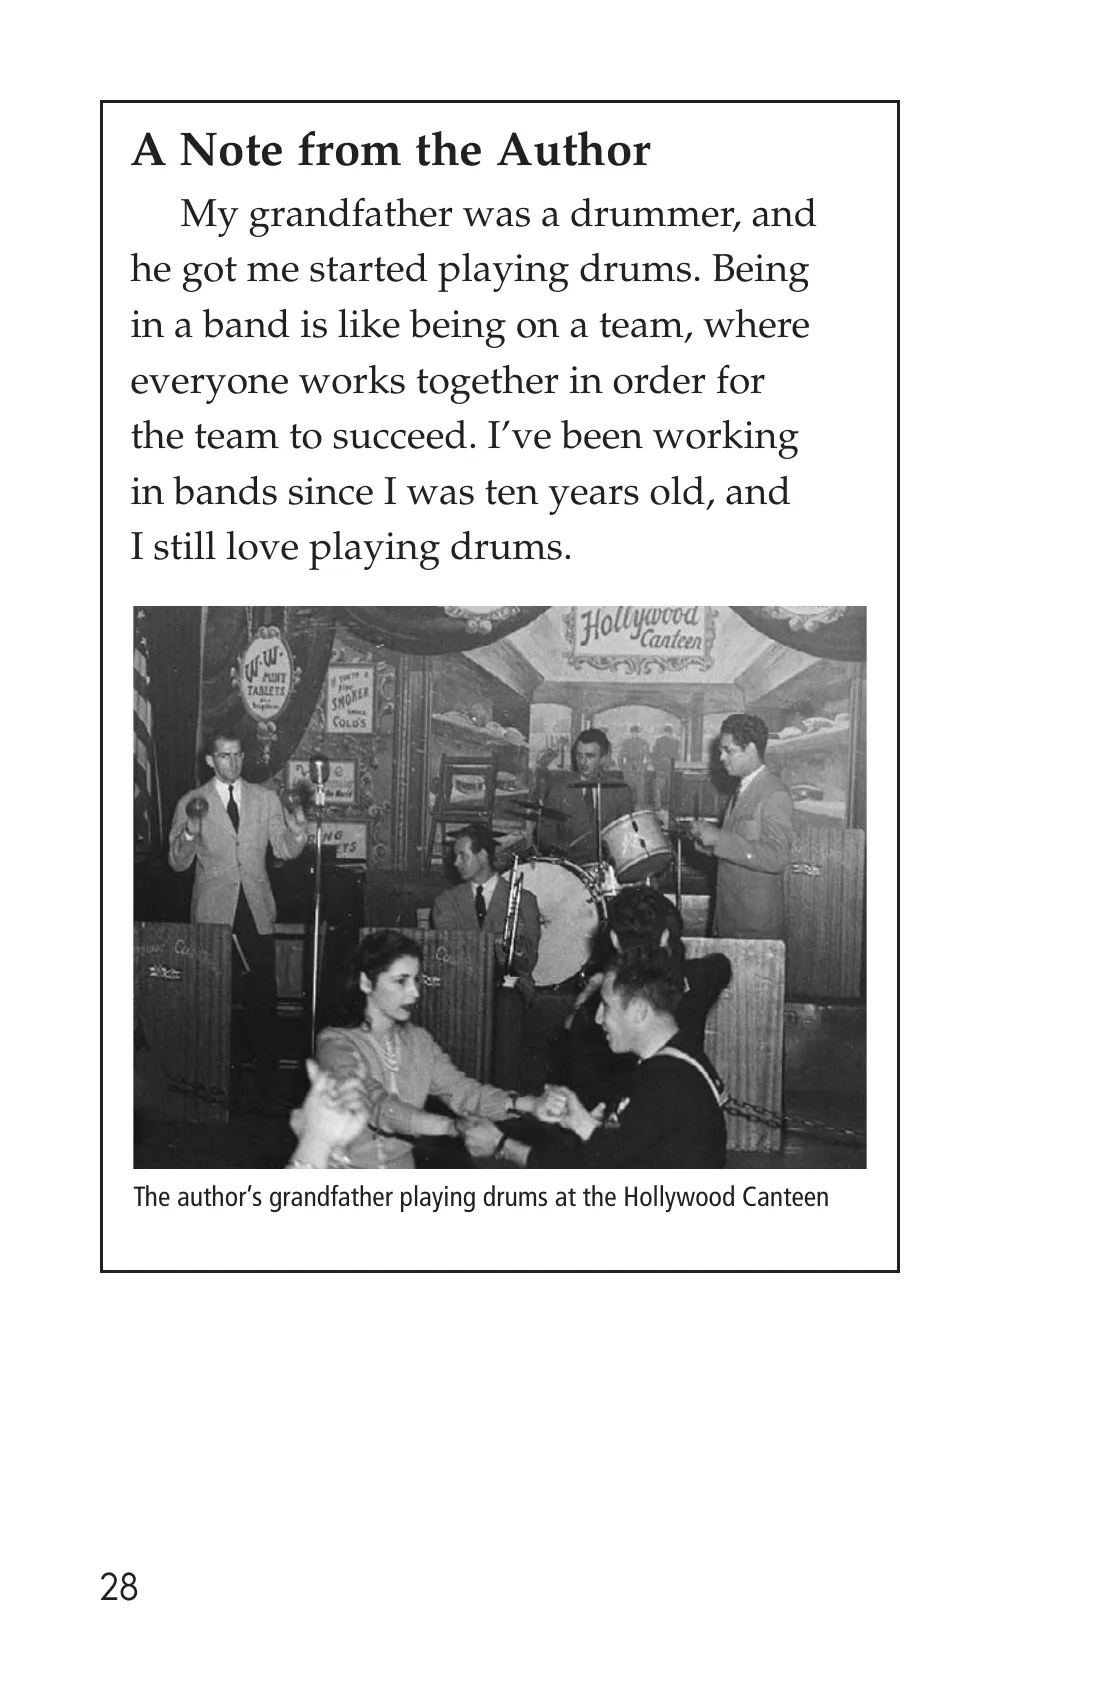 A Note from the Author
My grandfather was a drummer, and
he got me started playing drums. Being
in a band is like being on a team, where
everyone works together in order for
the team to succeed. I’ve been working
in bands since I was ten years old, and
I still love playing drums.
Hollywood
Canteen
W.W.
MINT
TABLETS
IF YOU'RE A
PIPE
SMOKER
COLD'S
The author’s grandfather playing drums at the Hollywood Canteen
28